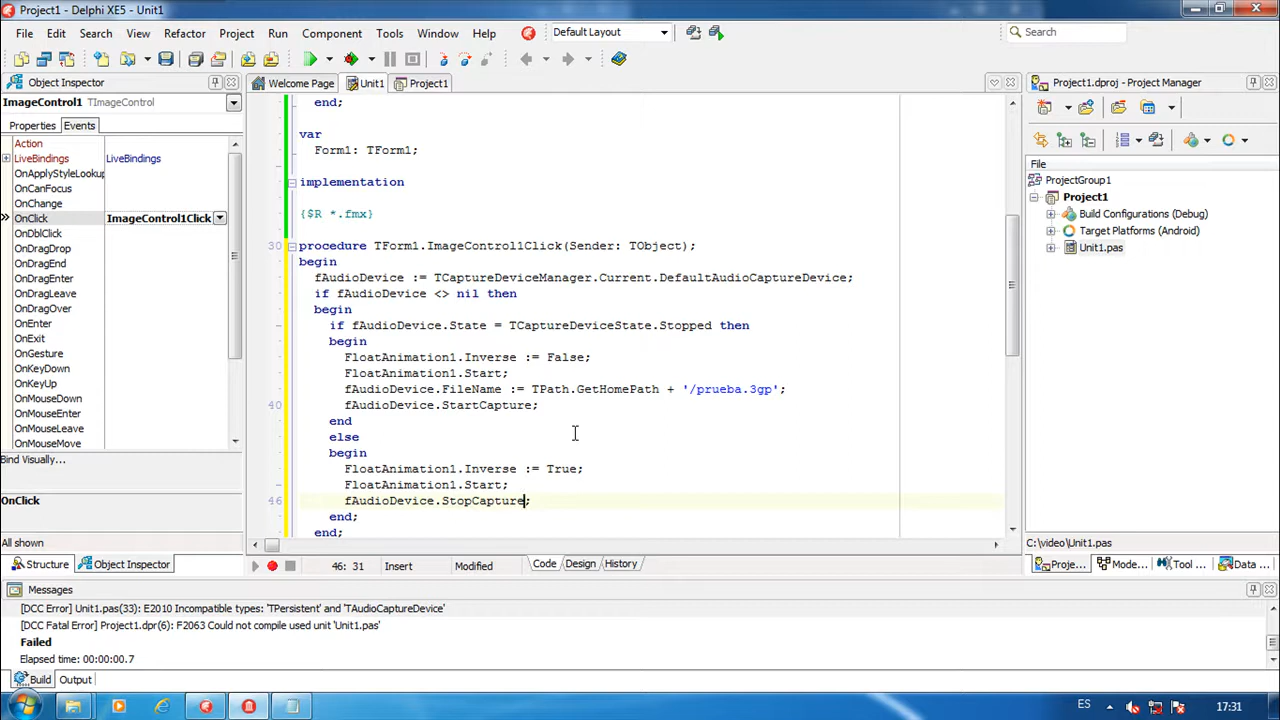 Project1 - Delphi XE5 - Unit1
File Edit Search View Refactor Project Run Component Tools Window Help Default Layout Search
Object Inspector
ImageControl1 TImageControl
Properties Events
Action
LiveBindings LiveBindings
OnApplyStyleLookup
OnCanFocus
OnChange
OnClick ImageControl1Click
OnDblClick
OnDragDrop
OnDragEnd
OnDragEnter
OnDragLeave
OnDragOver
OnEnter
OnExit
OnGesture
OnKeyDown
OnKeyUp
OnMouseDown
OnMouseEnter
OnMouseLeave
OnMouseMove
Bind Visually...
OnClick
All shown
Structure Object Inspector
Welcome Page Unit1 Project1
end;
var
Form1: TForm1;
implementation
{$R *.fmx}
30 procedure TForm1.ImageControl1Click(Sender: TObject);
begin
fAudioDevice := TCaptureDeviceManager.Current.DefaultAudioCaptureDevice;
if fAudioDevice <> nil then
begin
if fAudioDevice.State = TCaptureDeviceState.Stopped then
begin
FloatAnimation1.Inverse := False;
FloatAnimation1.Start;
fAudioDevice.FileName := TPath.GetHomePath + '/prueba.3gp';
40 fAudioDevice.StartCapture;
end
else
begin
FloatAnimation1.Inverse := True;
FloatAnimation1.Start;
46 fAudioDevice.StopCapture;
end;
end;
46: 31 Insert Modified Code Design History
Project1.dproj - Project Manager
File
ProjectGroup1
Project1
Build Configurations (Debug)
Target Platforms (Android)
Unit1.pas
C:\video\Unit1.pas
Proje... Mode... Tool ... Data ...
Messages
[DCC Error] Unit1.pas(33): E2010 Incompatible types: 'TPersistent' and 'TAudioCaptureDevice'
[DCC Fatal Error] Project1.dpr(6): F2063 Could not compile used unit 'Unit1.pas'
Failed
Elapsed time: 00:00:00.7
Build Output
ES 17:31